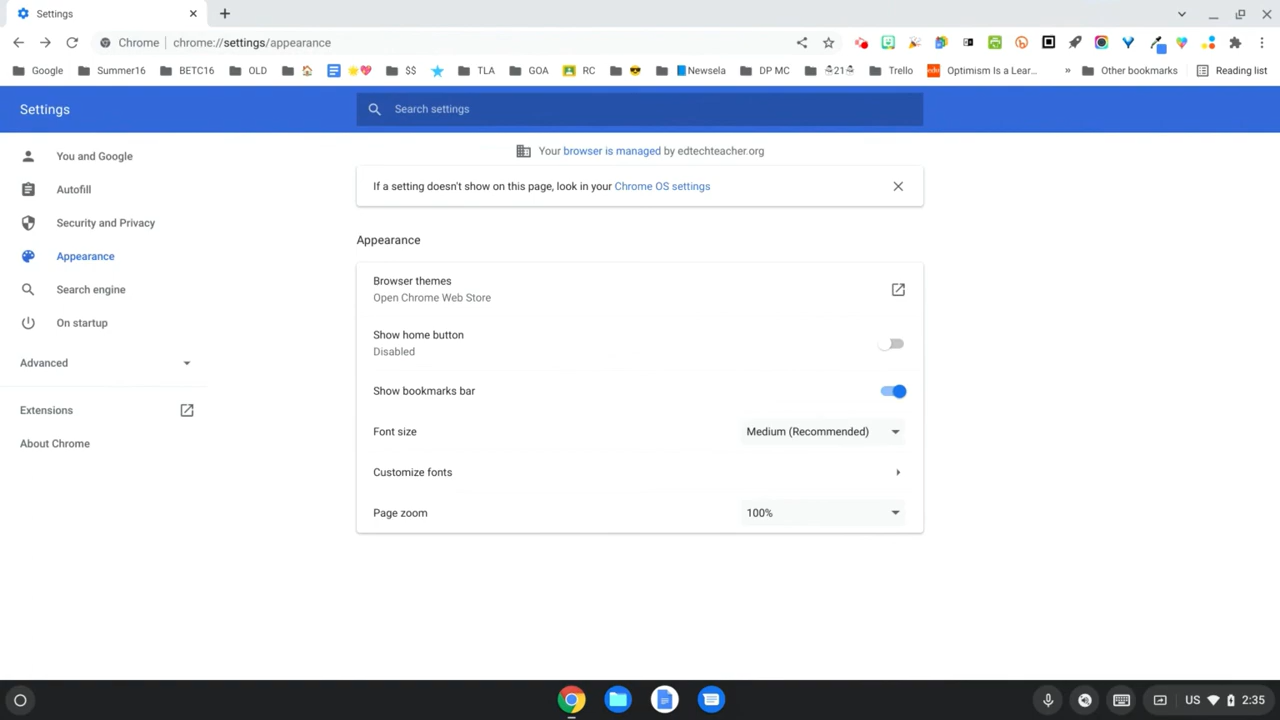 Settings
Chrome chrome://settings/appearance
Google Summer16 BETC16 OLD 🏠 ⭐💖 $$ TLA GOA RC 😎 📘Newsela DP MC ⛄21⛄ Trello Optimism Is a Lear... » Other bookmarks Reading list
Settings
Search settings
Your browser is managed by edtechteacher.org
You and Google
Autofill
Security and Privacy
Appearance
Search engine
On startup
Advanced
Extensions
About Chrome
If a setting doesn't show on this page, look in your Chrome OS settings
Appearance
Browser themes
Open Chrome Web Store
Show home button
Disabled
Show bookmarks bar
Font size Medium (Recommended)
Customize fonts
Page zoom 100%
US 2:35